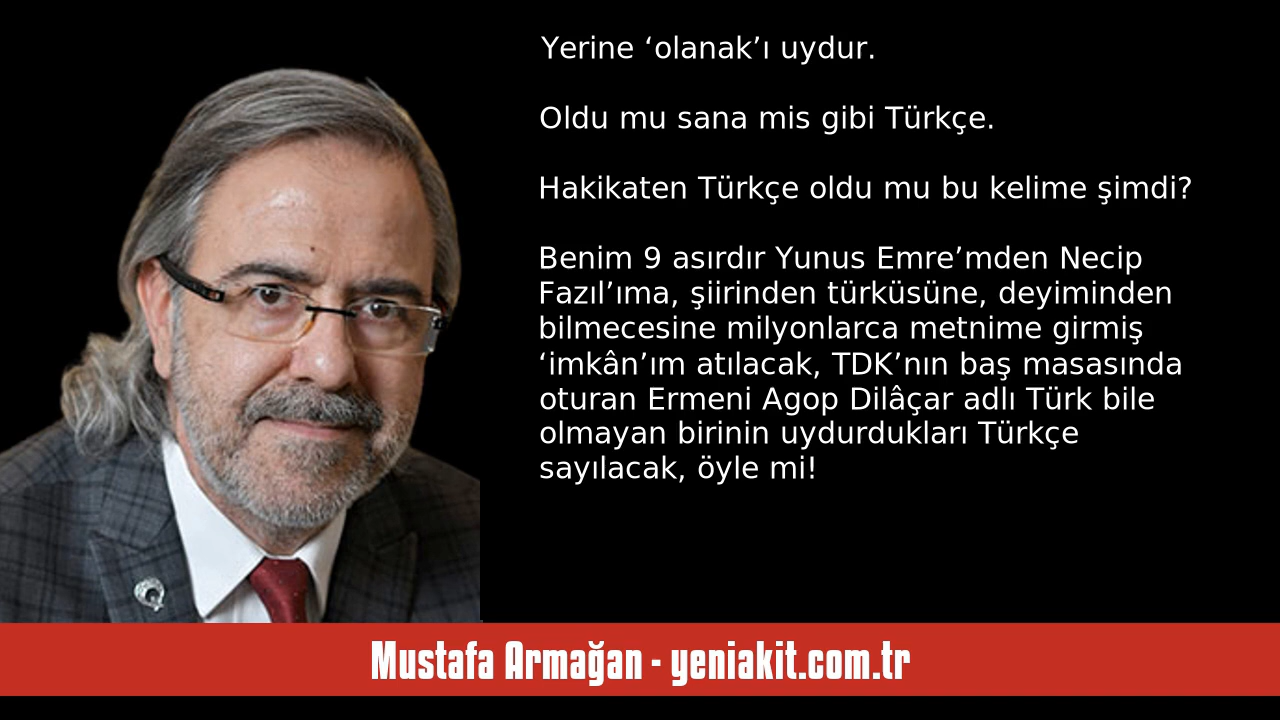 Yerine ‘olanak’ı uydur.
Oldu mu sana mis gibi Türkçe.
Hakikaten Türkçe oldu mu bu kelime şimdi?
Benim 9 asırdır Yunus Emre’mden Necip
Fazıl’ıma, şiirinden türküsüne, deyiminden
bilmecesine milyonlarca metnime girmiş
‘imkân’ım atılacak, TDK’nın baş masasında
oturan Ermeni Agop Dilâçar adlı Türk bile
olmayan birinin uydurdukları Türkçe
sayılacak, öyle mi!
Mustafa Armağan - yeniakit.com.tr